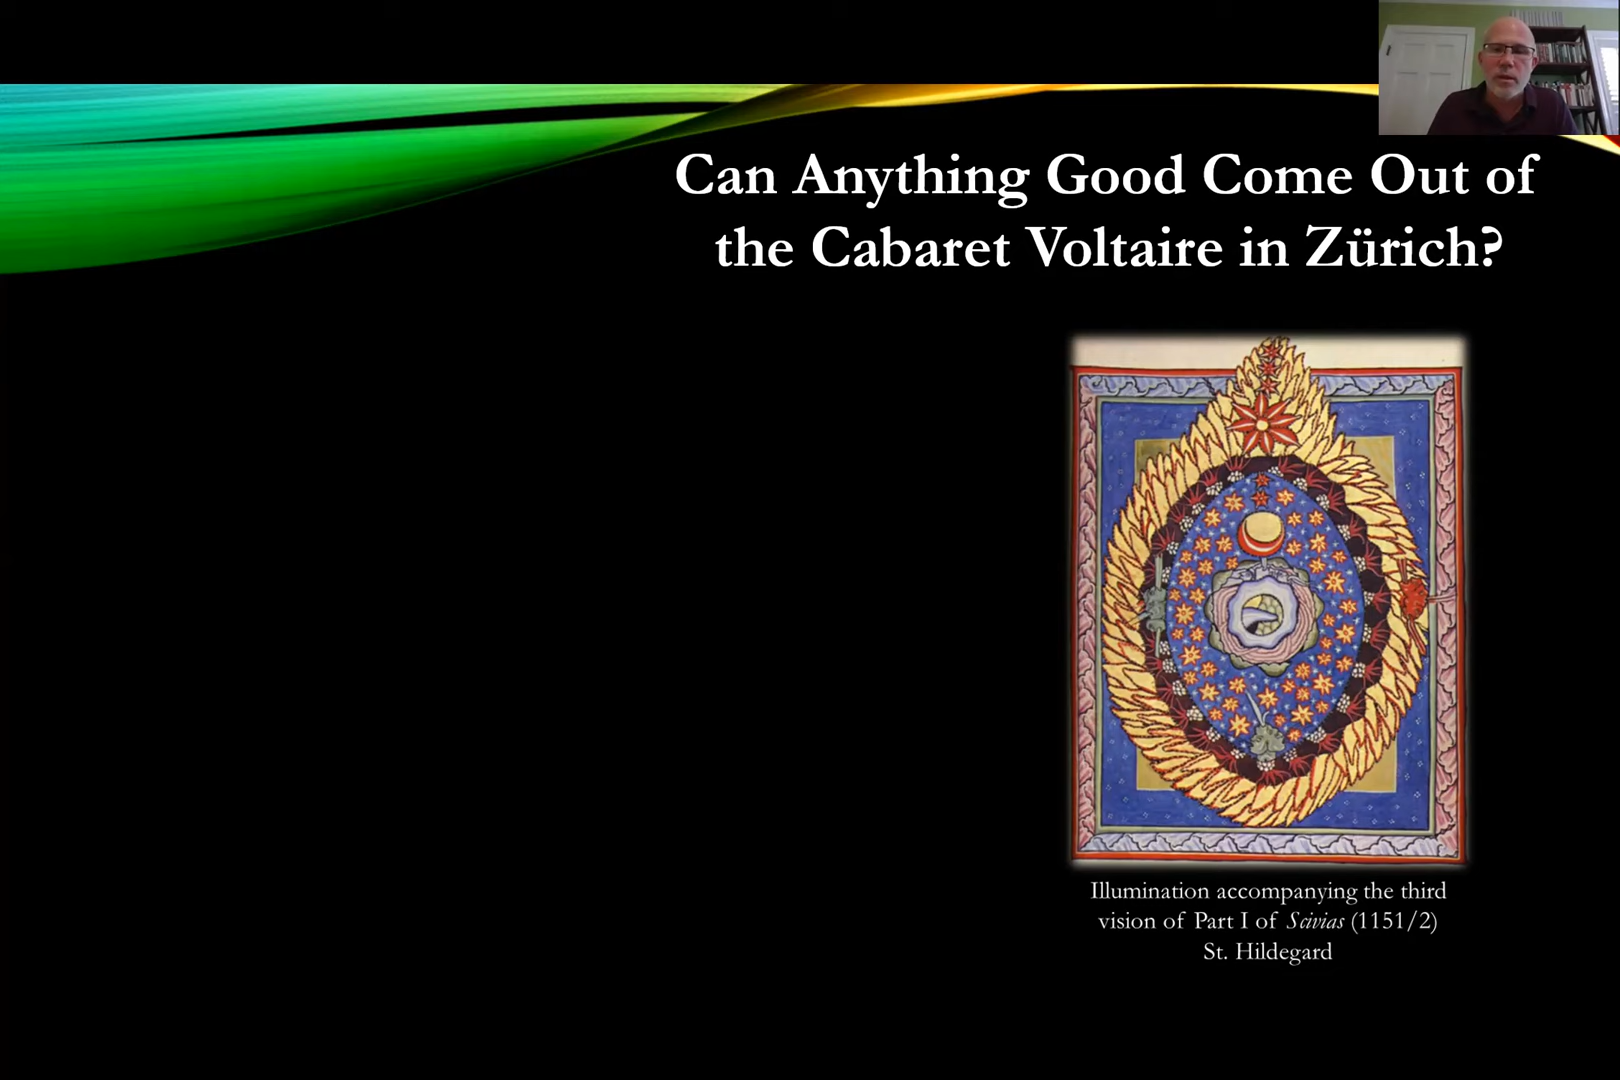 Can Anything Good Come Out of
the Cabaret Voltaire in Zürich?
Illumination accompanying the third
vision of Part I of Scivias (1151/2)
St. Hildegard